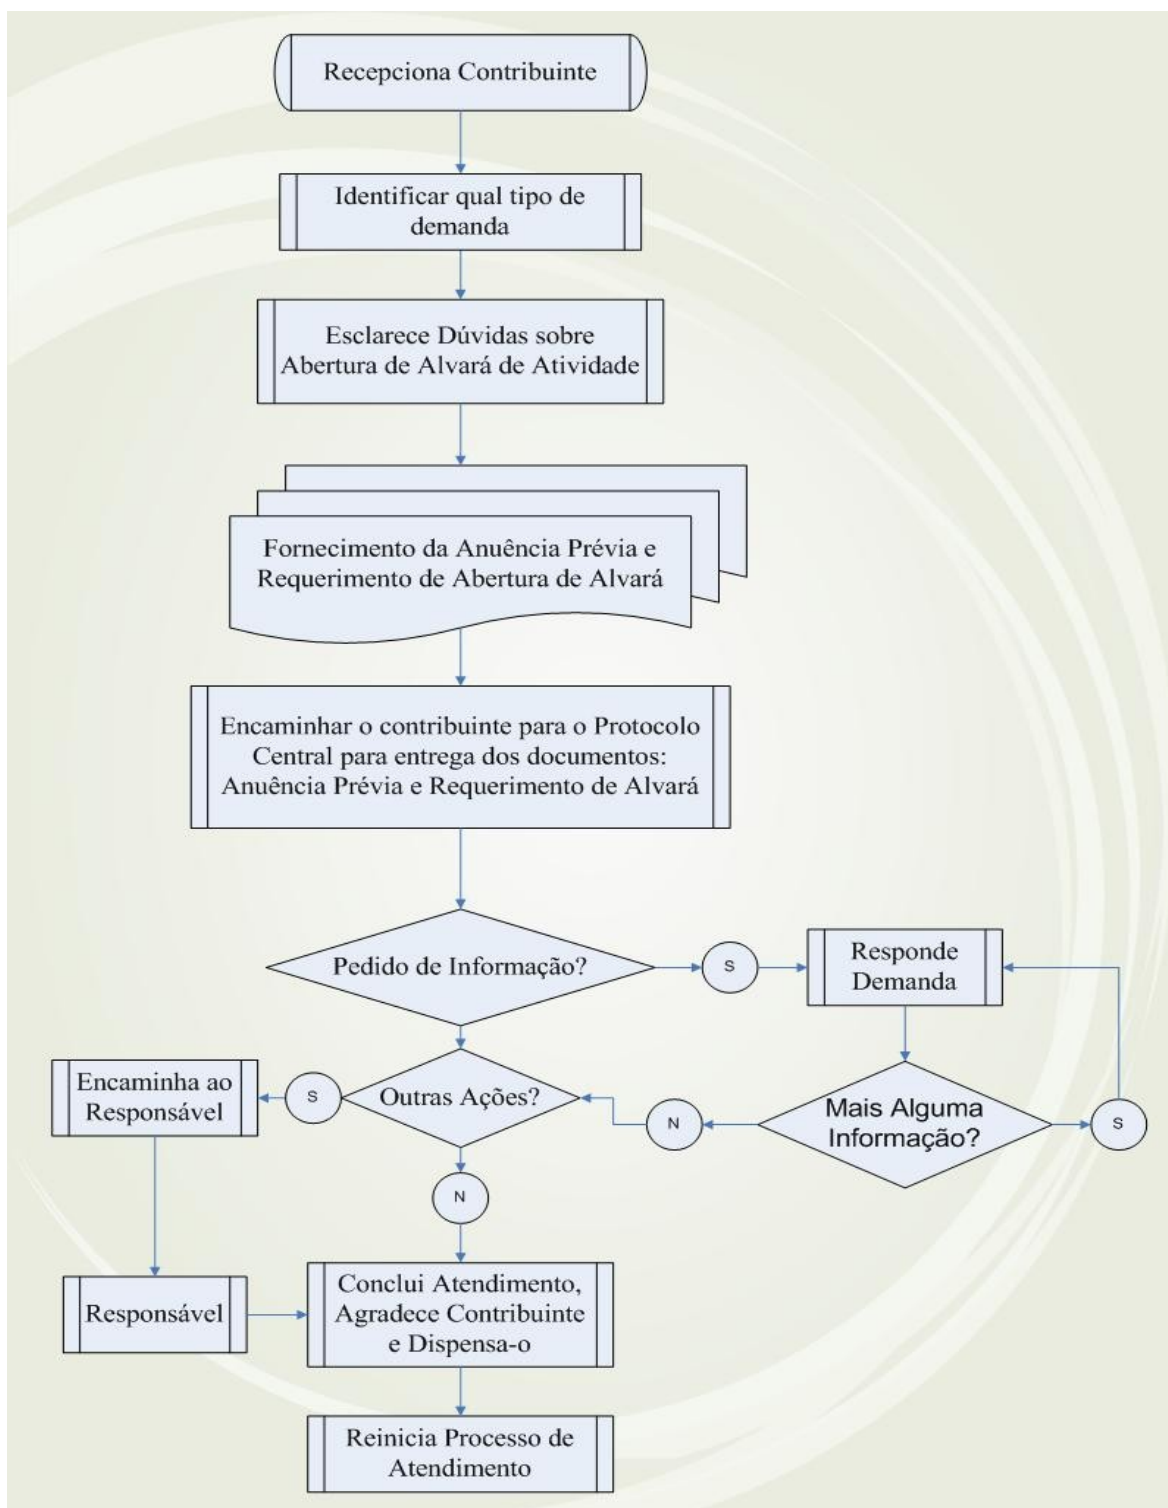 Recepciona Contribuinte
Identificar qual tipo de
demanda
Esclarece Dúvidas sobre
Abertura de Alvará de Atividade
Fornecimento da Anuência Prévia e
Requerimento de Abertura de Alvará
Encaminhar o contribuinte para o Protocolo
Central para entrega dos documentos:
Anuência Prévia e Requerimento de Alvará
Pedido de Informação?
S
Responde
Demanda
Encaminha ao
Responsável
S
Outras Ações?
N
Mais Alguma
Informação?
S
N
Responsável
Conclui Atendimento,
Agradece Contribuinte
e Dispensa-o
Reinicia Processo de
Atendimento